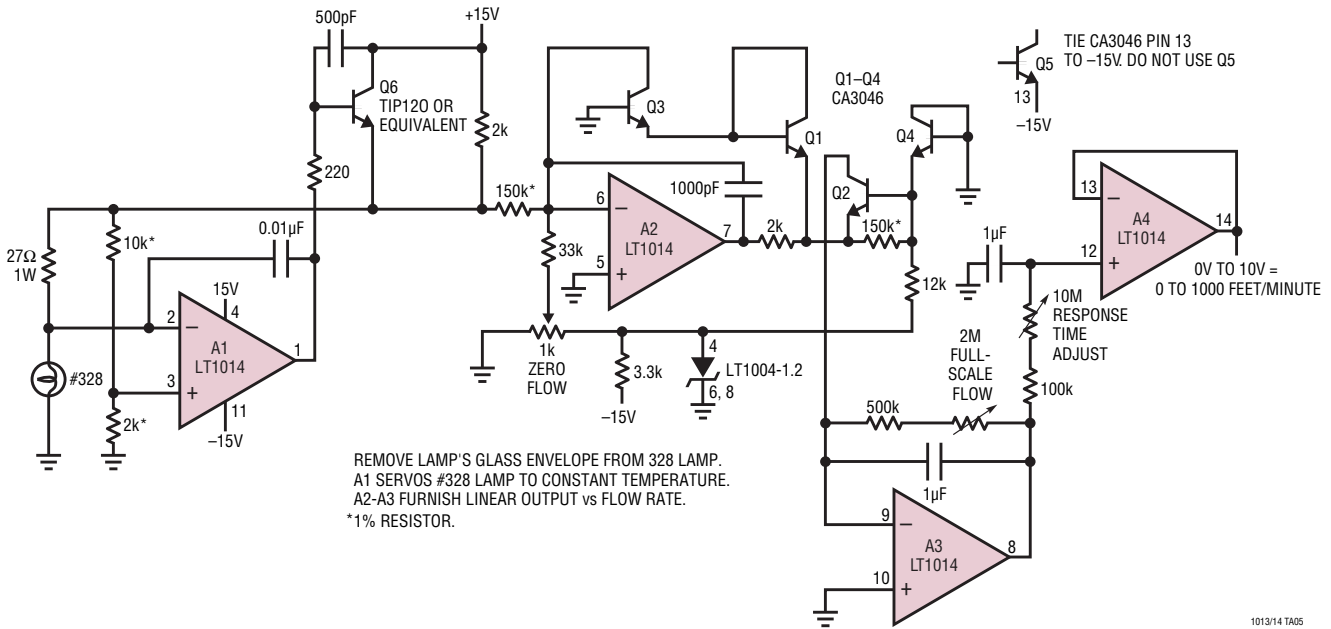 500pF
+15V
Q6
TIP120 OR
EQUIVALENT
2k
220
150k*
0.01µF
10k*
27Ω
1W
15V
4
2
–
A1
LT1014
1
3
+
11
–15V
2k*
#328
Q3
Q1
Q1–Q4
CA3046
Q4
Q2
1000pF
6
–
A2
LT1014
7
5
+
2k
150k*
33k
12k
1k
ZERO
FLOW
3.3k
–15V
4
LT1004-1.2
6, 8
Q5
13
–15V
TIE CA3046 PIN 13
TO –15V. DO NOT USE Q5
13
–
A4
LT1014
14
12
+
1µF
0V TO 10V =
0 TO 1000 FEET/MINUTE
10M
RESPONSE
TIME
ADJUST
2M
FULL-
SCALE
FLOW
100k
500k
1µF
9
–
A3
LT1014
8
10
+
REMOVE LAMP'S GLASS ENVELOPE FROM 328 LAMP.
A1 SERVOS #328 LAMP TO CONSTANT TEMPERATURE.
A2-A3 FURNISH LINEAR OUTPUT vs FLOW RATE.
*1% RESISTOR.
1013/14 TA05